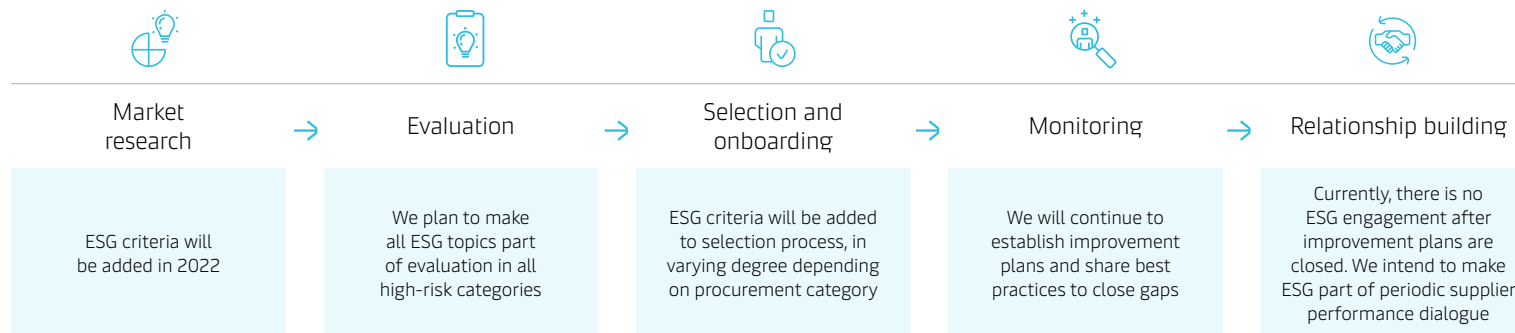 Market
research
Evaluation
Selection and
onboarding
Monitoring
Relationship building
ESG criteria will
be added in 2022
We plan to make
all ESG topics part
of evaluation in all
high-risk categories
ESG criteria will be added
to selection process, in
varying degree depending
on procurement category
We will continue to
establish improvement
plans and share best
practices to close gaps
Currently, there is no
ESG engagement after
improvement plans are
closed. We intend to make
ESG part of periodic supplier
performance dialogue